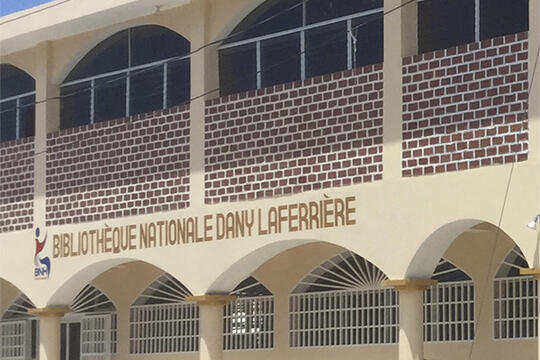 BIBLIOTHÈQUE NATIONALE DANY LAFERRIÈRE
BNH